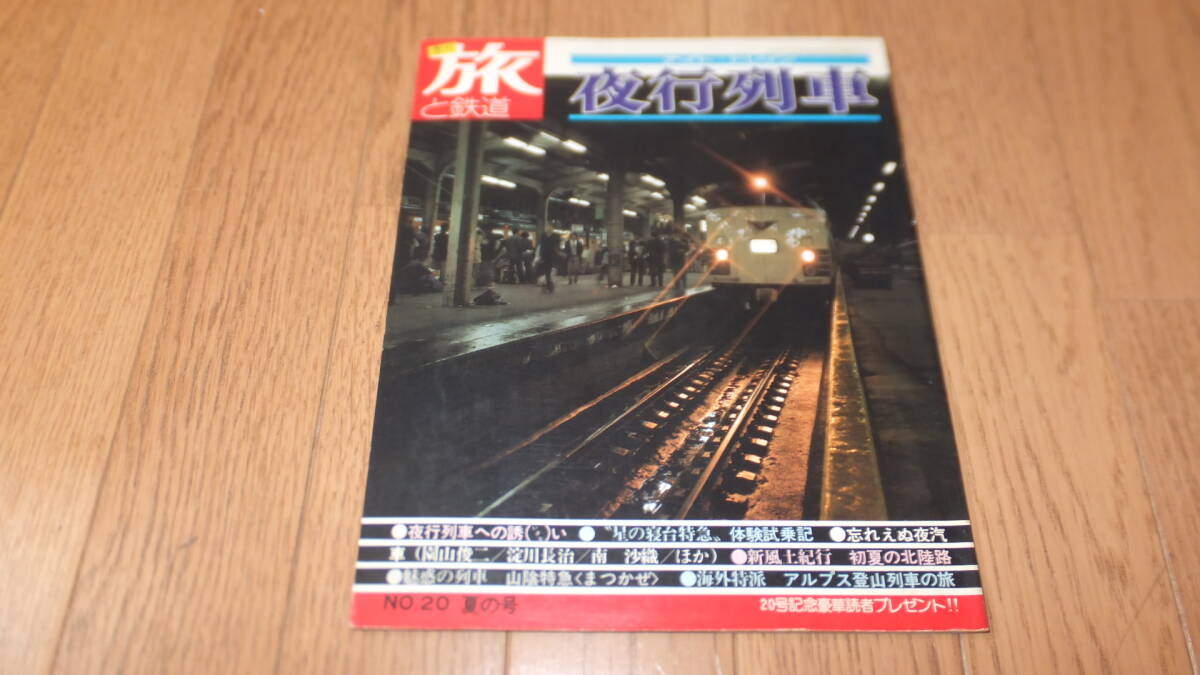 旅
と鉄道
夜行列車
●夜行列車への誘(いざな)い ●〝星の寝台特急〟体験試乗記 ●忘れえぬ夜汽
車(園山俊二/淀川長治/南 沙織/ほか) ●新風土紀行 初夏の北陸路
●魅惑の列車 山陰特急〈まつかぜ〉 ●海外特派 アルプス登山列車の旅
NO.20 夏の号
20号記念豪華読者プレゼント!!